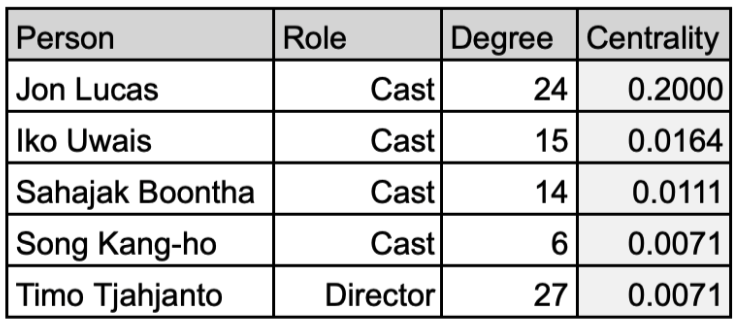 Person Role Degree Centrality
Jon Lucas Cast 24 0.2000
Iko Uwais Cast 15 0.0164
Sahajak Boontha Cast 14 0.0111
Song Kang-ho Cast 6 0.0071
Timo Tjahjanto Director 27 0.0071